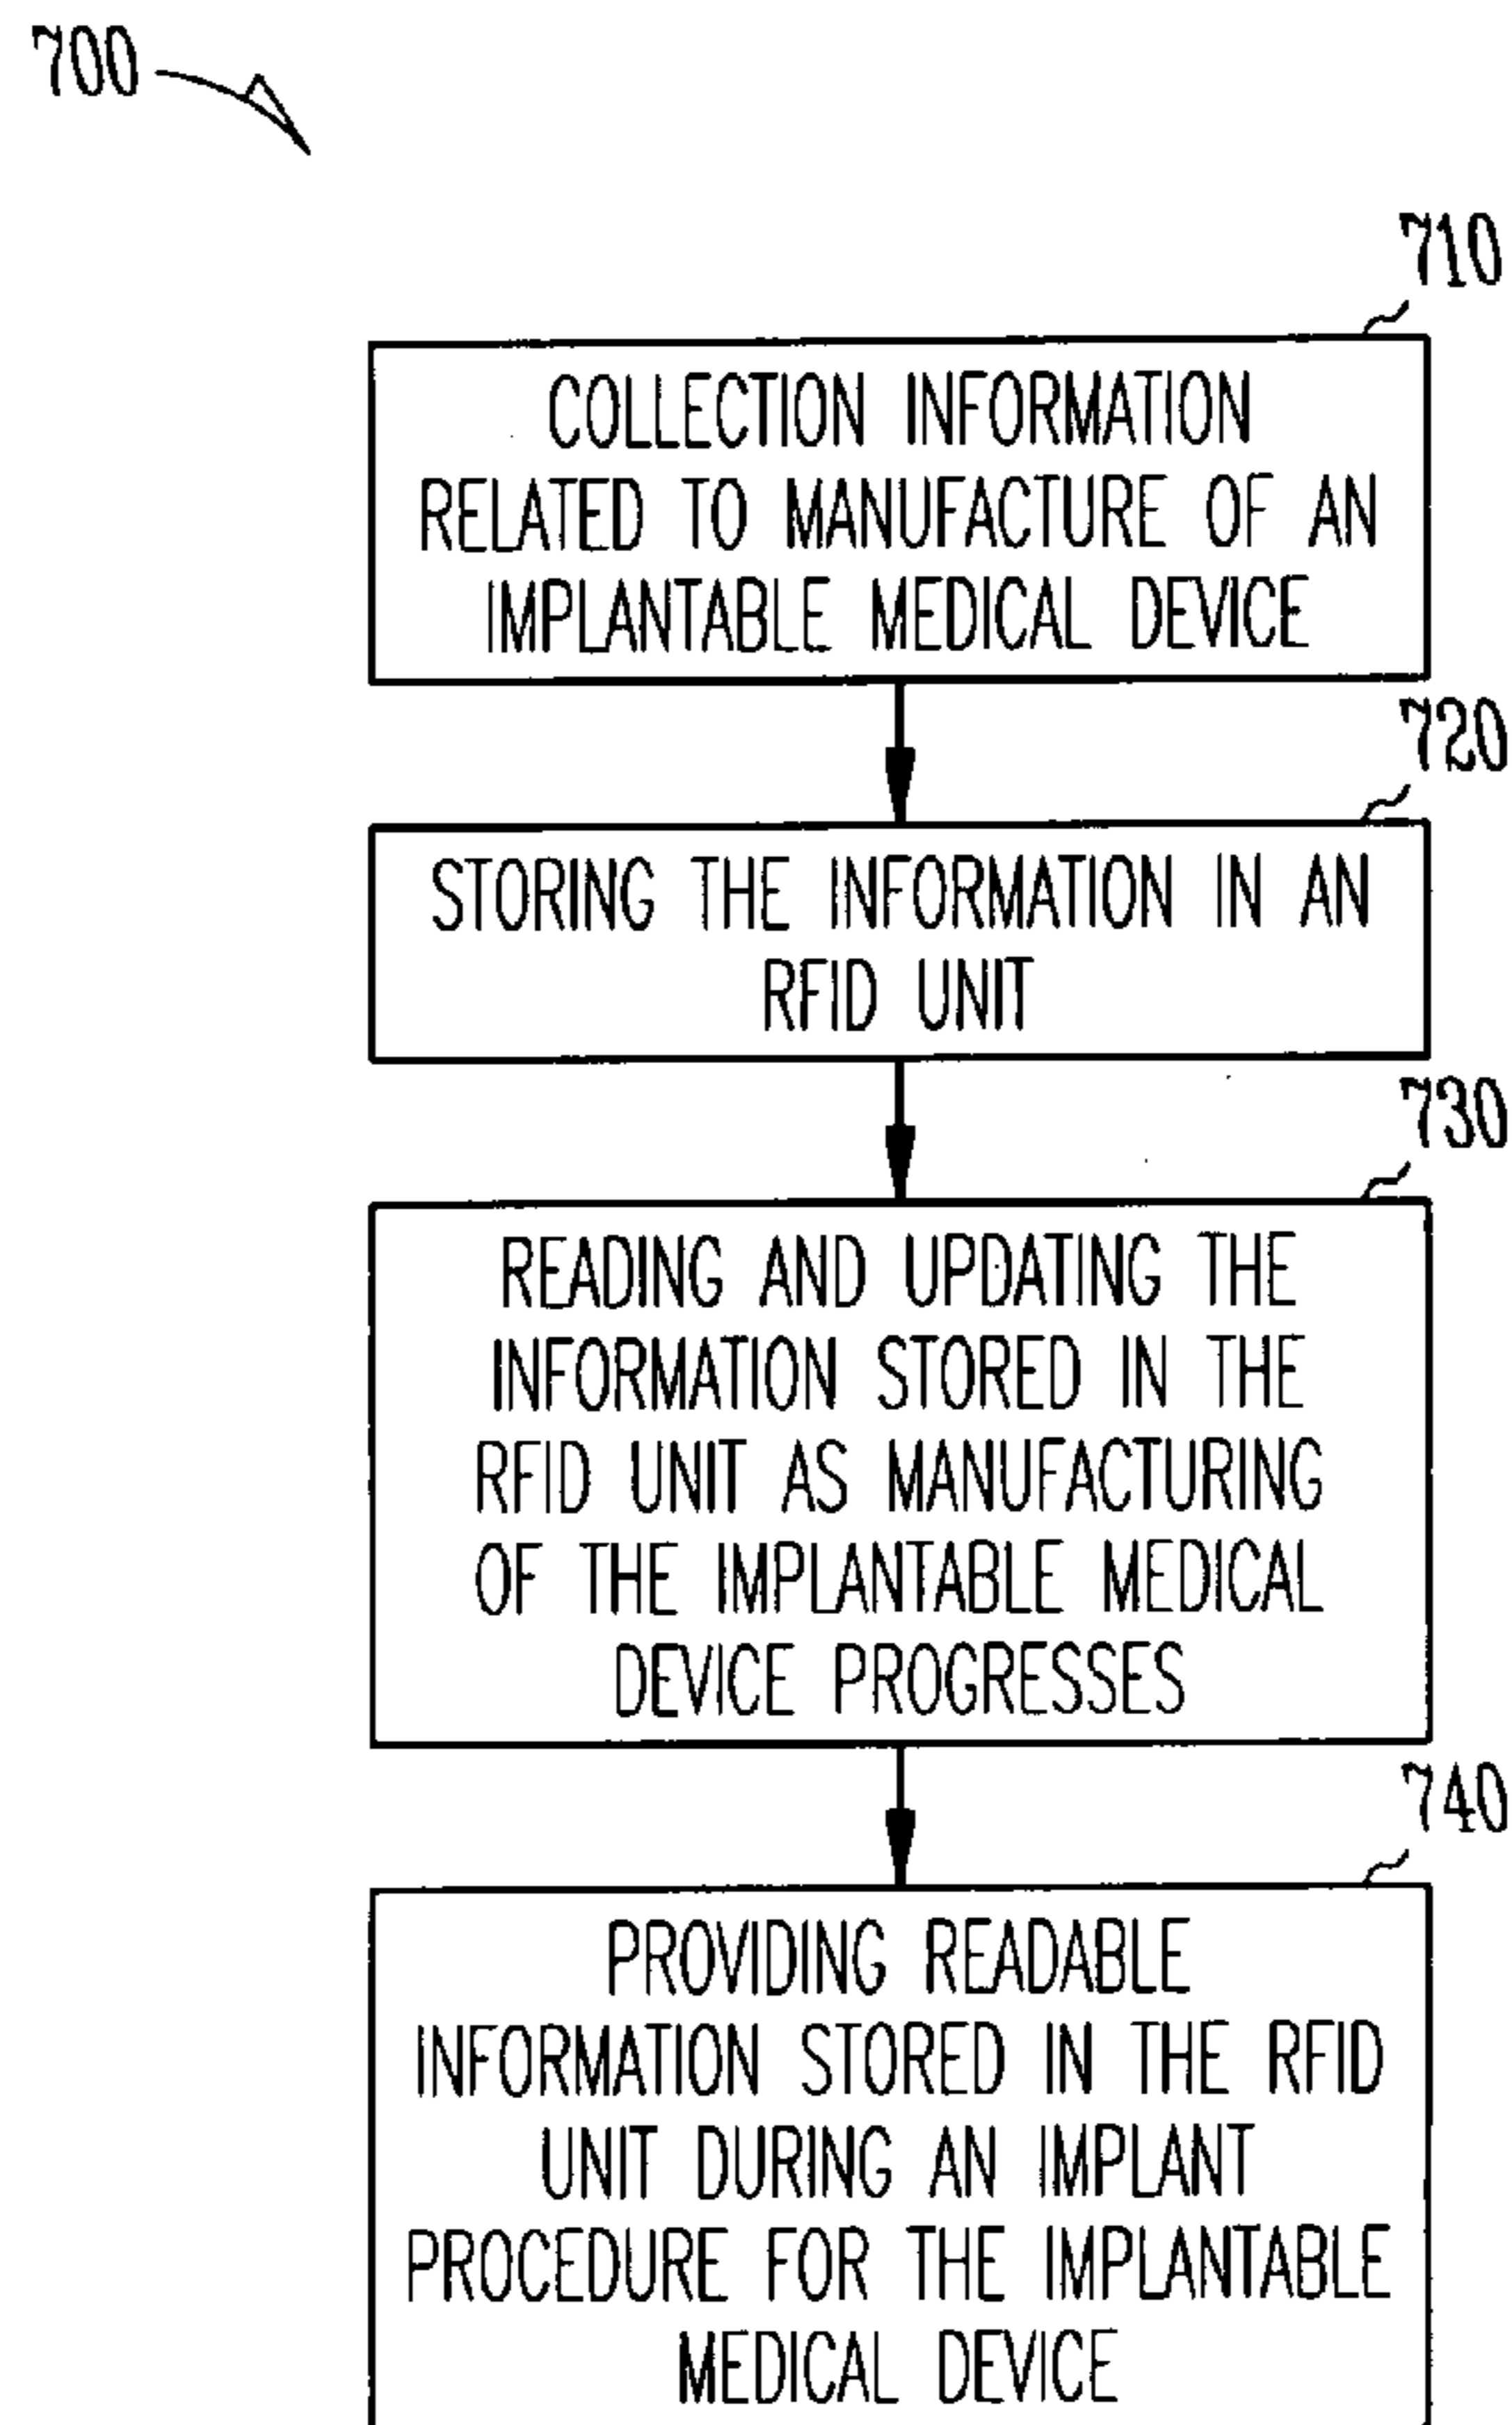 700
710
COLLECTION INFORMATION
RELATED TO MANUFACTURE OF AN
IMPLANTABLE MEDICAL DEVICE
720
STORING THE INFORMATION IN AN
RFID UNIT
730
READING AND UPDATING THE
INFORMATION STORED IN THE
RFID UNIT AS MANUFACTURING
OF THE IMPLANTABLE MEDICAL
DEVICE PROGRESSES
740
PROVIDING READABLE
INFORMATION STORED IN THE RFID
UNIT DURING AN IMPLANT
PROCEDURE FOR THE IMPLANTABLE
MEDICAL DEVICE